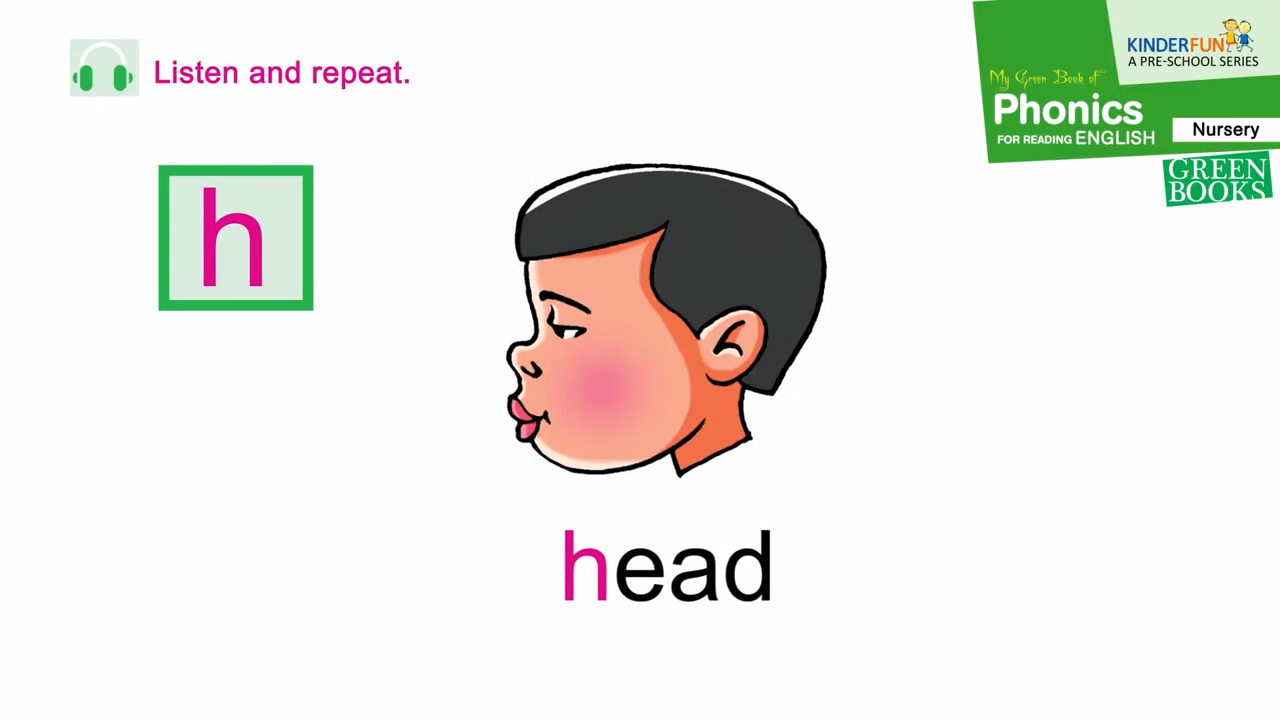 Listen and repeat.
KINDERFUN
A PRE-SCHOOL SERIES
My Green Book of
Phonics
FOR READING ENGLISH
Nursery
GREEN
BOOKS
h
head